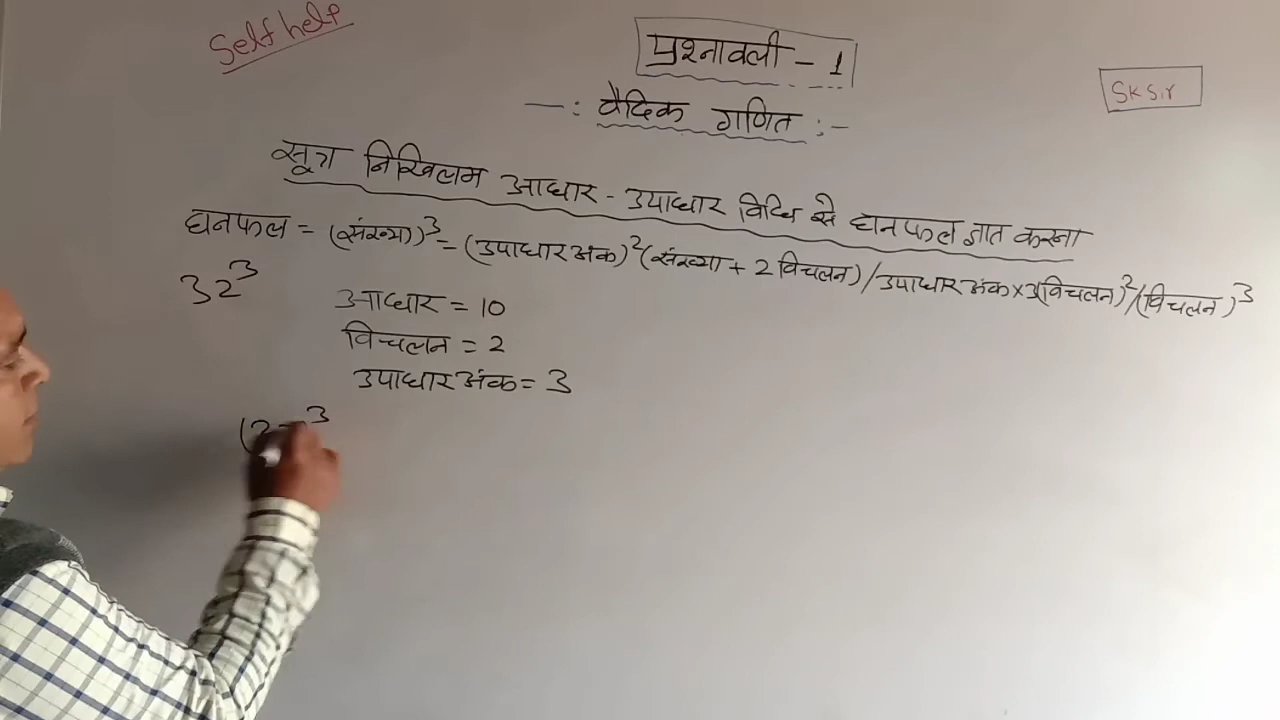 Self help
प्रश्नावली - 1
SK Sir
-: वैदिक गणित :-
सूत्र निखिलम आधार - उपाधार विधि से घनफल ज्ञात करना
घनफल = (संख्या)³ = (उपाधार अंक)² (संख्या + 2 विचलन) / उपाधार अंक × 3(विचलन)² / (विचलन)³
32³
आधार = 10
विचलन = 2
उपाधार अंक = 3